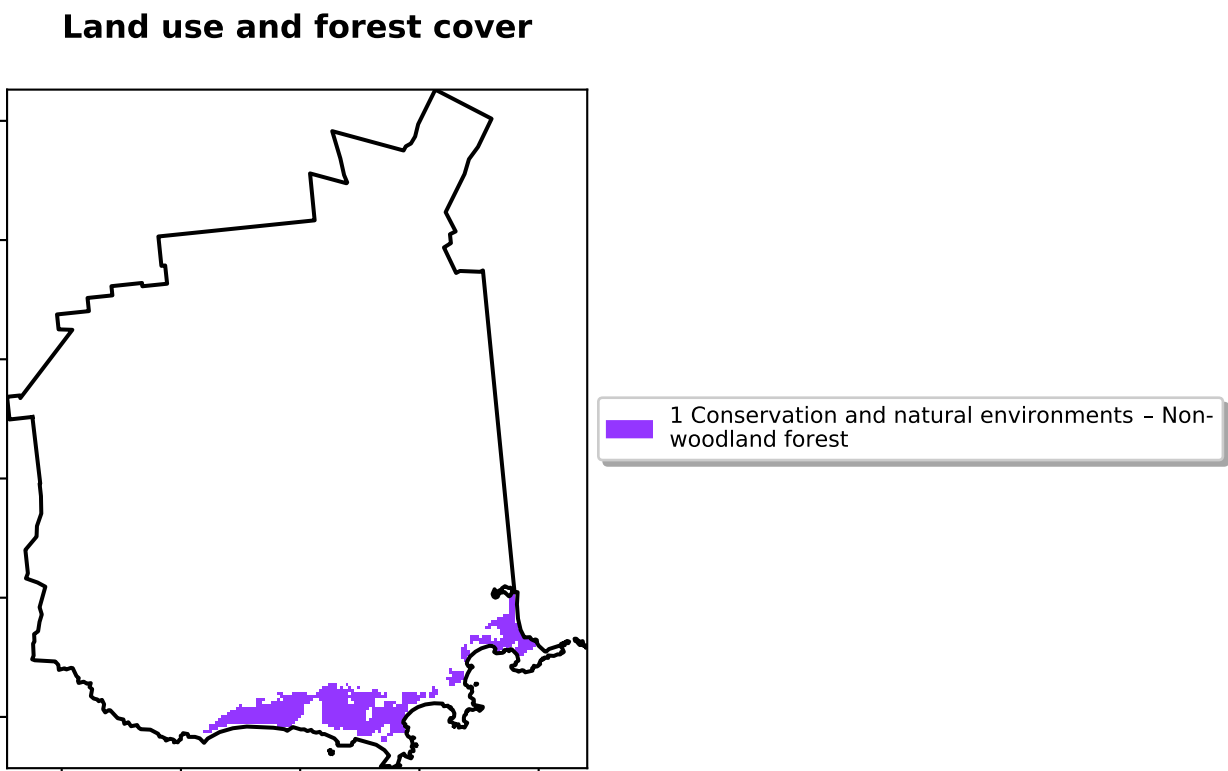 Land use and forest cover
1 Conservation and natural environments – Non-
woodland forest